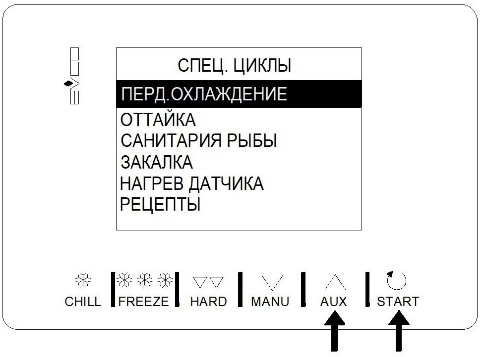 СПЕЦ. ЦИКЛЫ
ПЕРД.ОХЛАЖДЕНИЕ
ОТТАЙКА
САНИТАРИЯ РЫБЫ
ЗАКАЛКА
НАГРЕВ ДАТЧИКА
РЕЦЕПТЫ
CHILL FREEZE HARD MANU AUX START